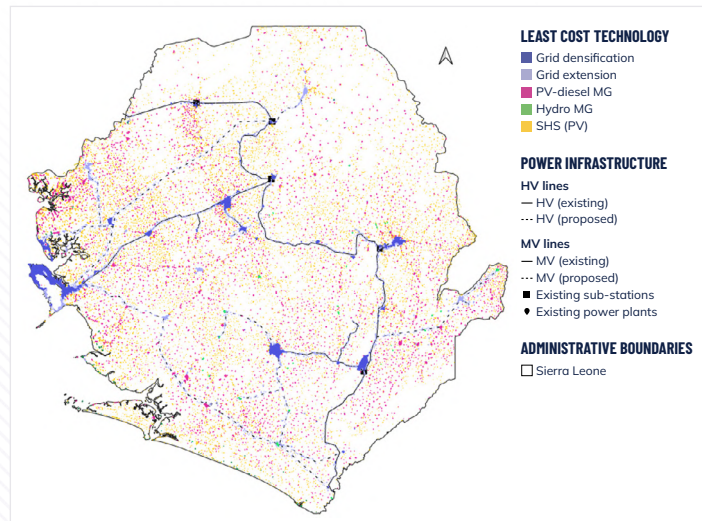 LEAST COST TECHNOLOGY
Grid densification
Grid extension
PV-diesel MG
Hydro MG
SHS (PV)
POWER INFRASTRUCTURE
HV lines
HV (existing)
HV (proposed)
MV lines
MV (existing)
MV (proposed)
Existing sub-stations
Existing power plants
ADMINISTRATIVE BOUNDARIES
Sierra Leone